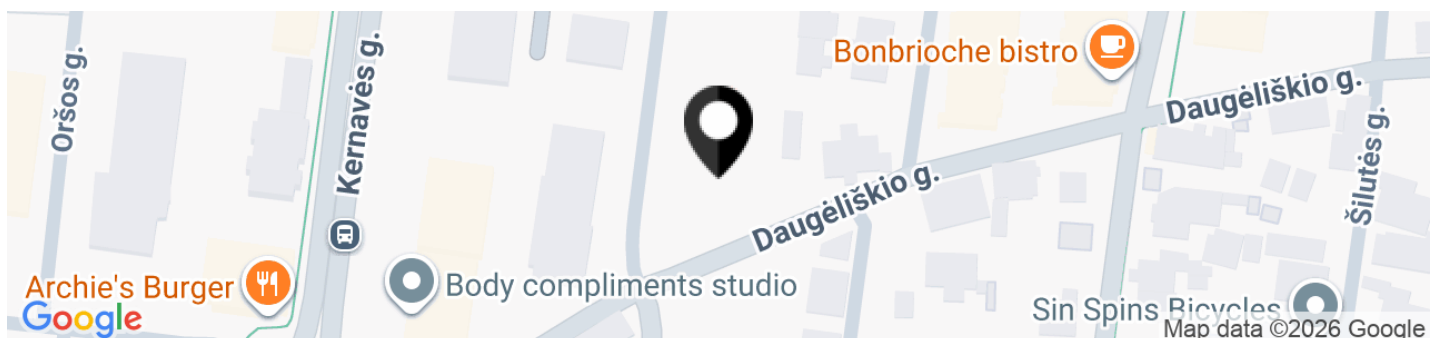 Oršos g.
Kernavės g.
Bonbrioche bistro
Daugėliškio g.
Daugėliškio g.
Šilutės g.
Archie's Burger
Body compliments studio
Sin Spins Bicycles
Google
Map data ©2026 Google